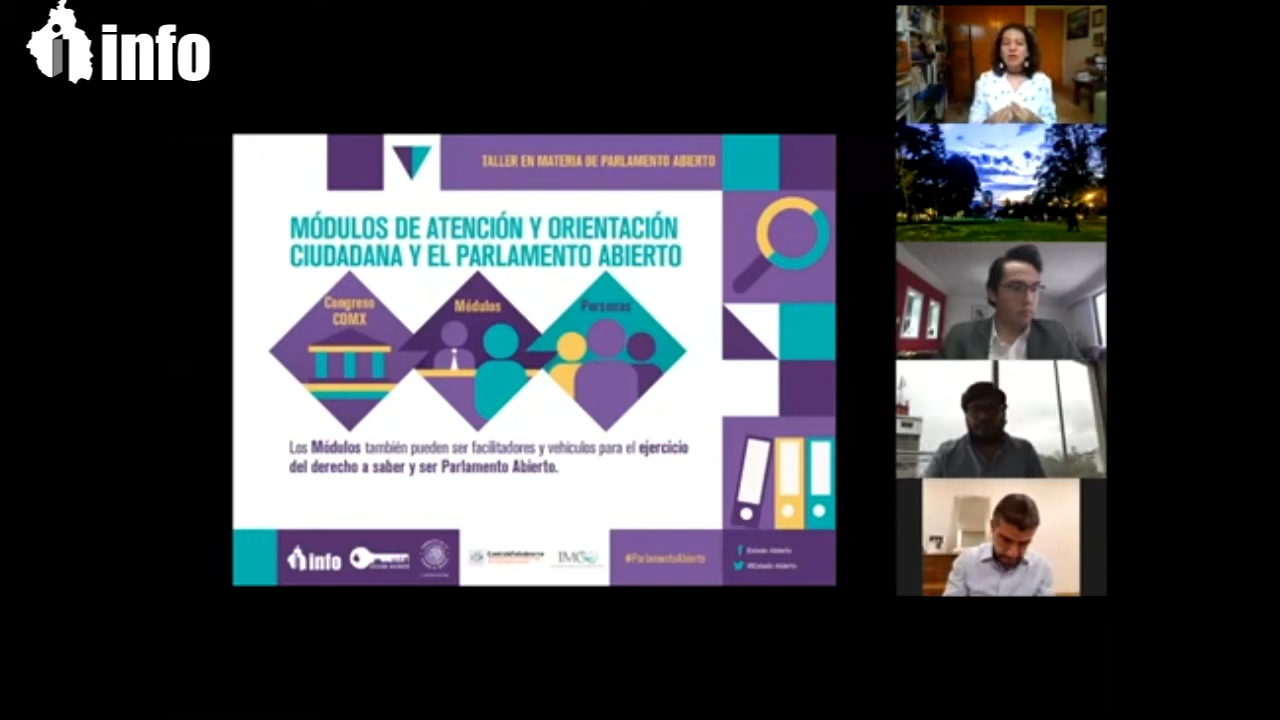 info
TALLER EN MATERIA DE PARLAMENTO ABIERTO
MÓDULOS DE ATENCIÓN Y ORIENTACIÓN
CIUDADANA Y EL PARLAMENTO ABIERTO
Congreso
CDMX
Módulos
Personas
Los Módulos también pueden ser facilitadores y vehículos para el ejercicio
del derecho a saber y ser Parlamento Abierto.
info
IMC
#ParlamentoAbierto
Estado Abierto
@Estado Abierto